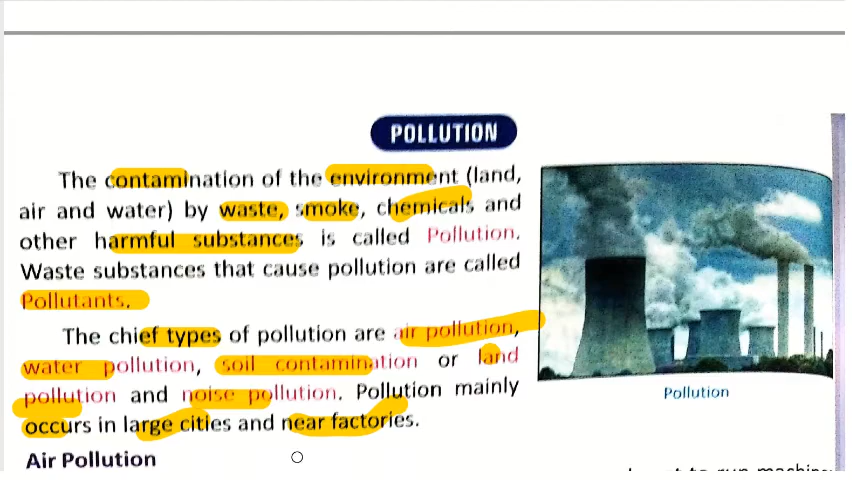 POLLUTION
The contamination of the environment (land,
air and water) by waste, smoke, chemicals and
other harmful substances is called Pollution.
Waste substances that cause pollution are called
Pollutants.
The chief types of pollution are air pollution,
water pollution, soil contamination or land
pollution and noise pollution. Pollution mainly
occurs in large cities and near factories.
Pollution
Air Pollution